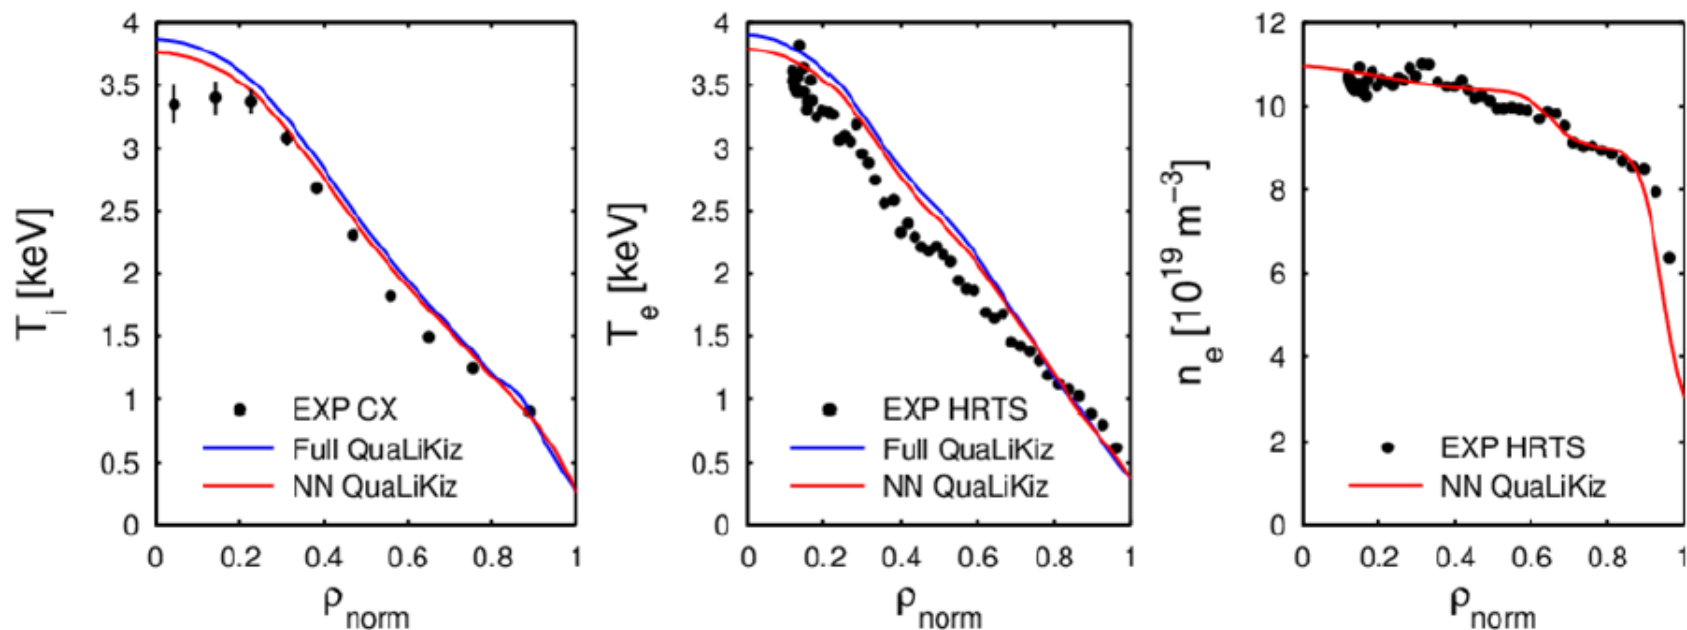 4
3.5
3
2.5
2
1.5
1
0.5
0
T_i [keV]
EXP CX
Full QuaLiKiz
NN QuaLiKiz
0 0.2 0.4 0.6 0.8 1
ρ_norm
4
3.5
3
2.5
2
1.5
1
0.5
0
T_e [keV]
EXP HRTS
Full QuaLiKiz
NN QuaLiKiz
0 0.2 0.4 0.6 0.8 1
ρ_norm
12
10
8
6
4
2
0
n_e [10^19 m^−3]
EXP HRTS
NN QuaLiKiz
0 0.2 0.4 0.6 0.8 1
ρ_norm